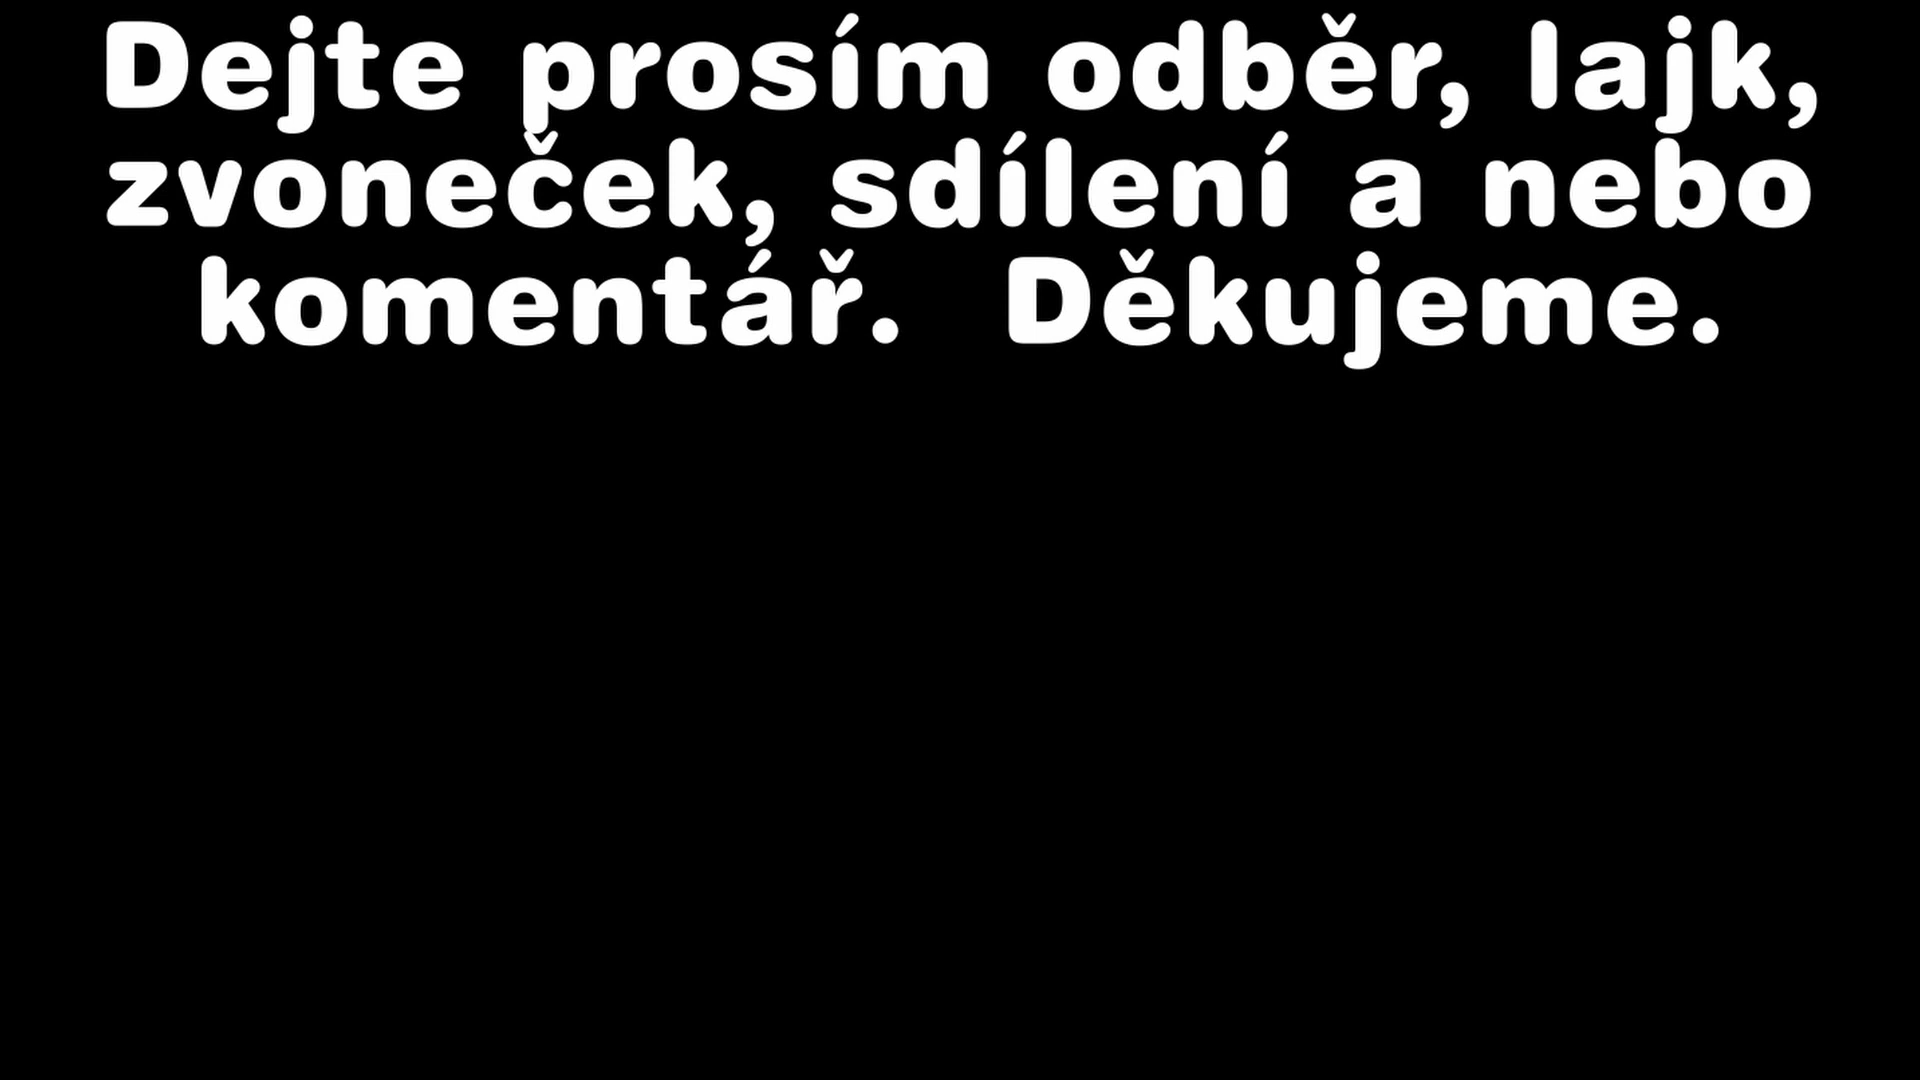 Dejte prosím odběr, lajk,
zvoneček, sdílení a nebo
komentář. Děkujeme.